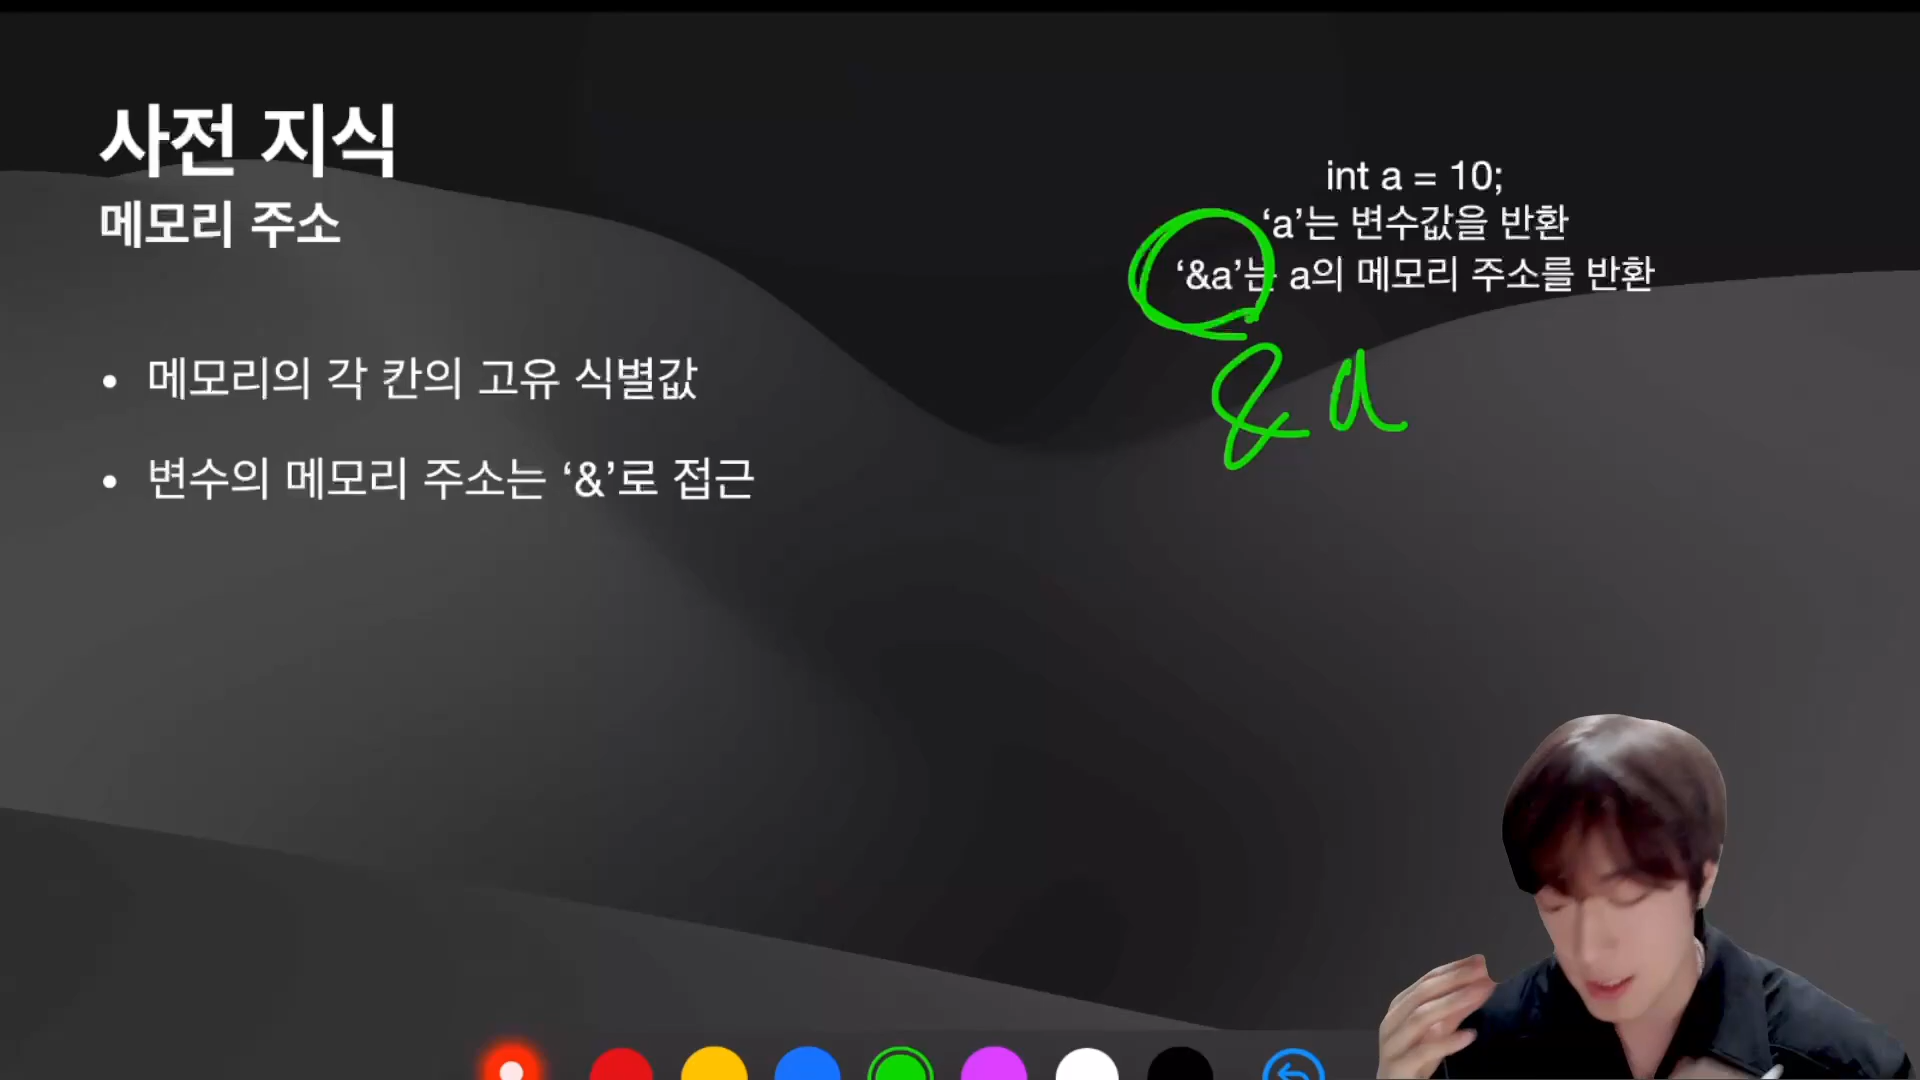 사전 지식
메모리 주소
• 메모리의 각 칸의 고유 식별값
• 변수의 메모리 주소는 ‘&’로 접근
int a = 10;
‘a’는 변수값을 반환
‘&a’는 a의 메모리 주소를 반환
&a